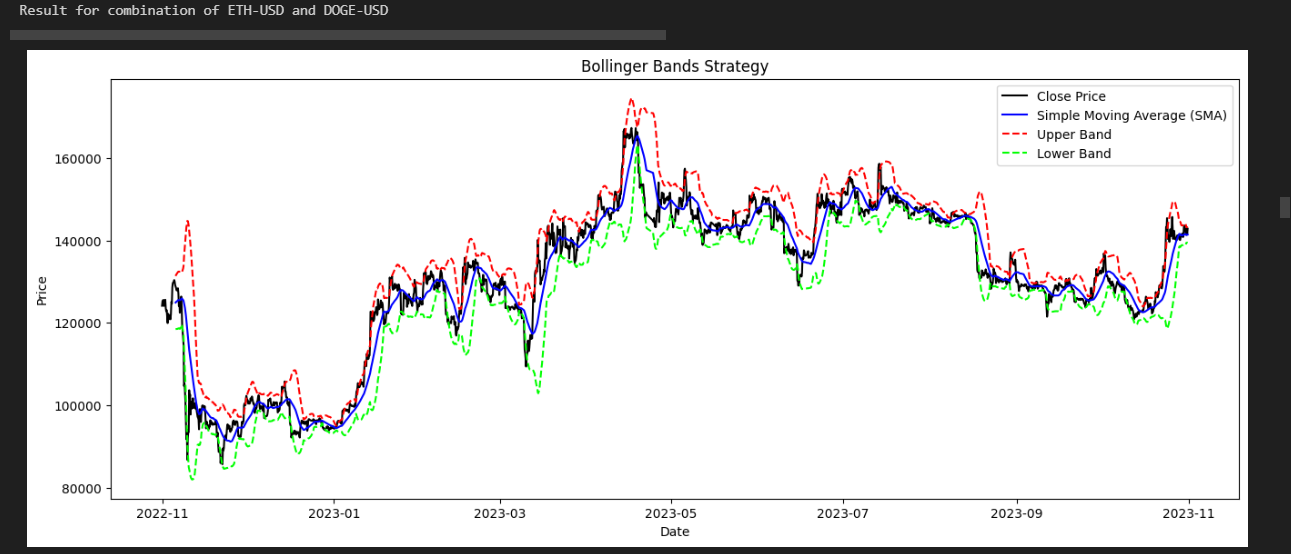 Result for combination of ETH-USD and DOGE-USD
Bollinger Bands Strategy
Close Price
Simple Moving Average (SMA)
Upper Band
Lower Band
Price
160000
140000
120000
100000
80000
2022-11 2023-01 2023-03 2023-05 2023-07 2023-09 2023-11
Date